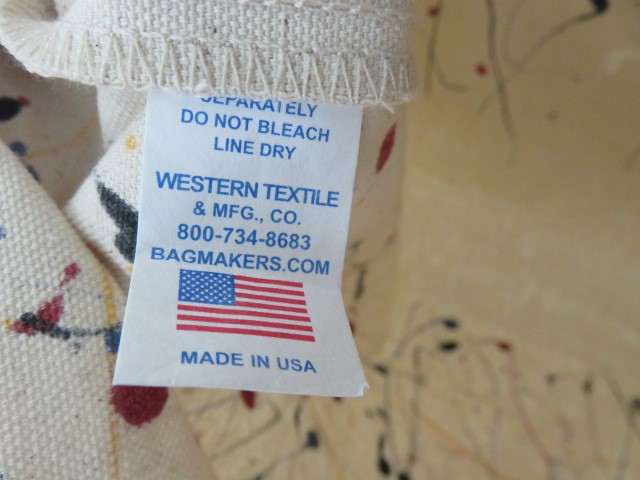 SEPARATELY
DO NOT BLEACH
LINE DRY
WESTERN TEXTILE
& MFG., CO.
800-734-8683
BAGMAKERS.COM
MADE IN USA